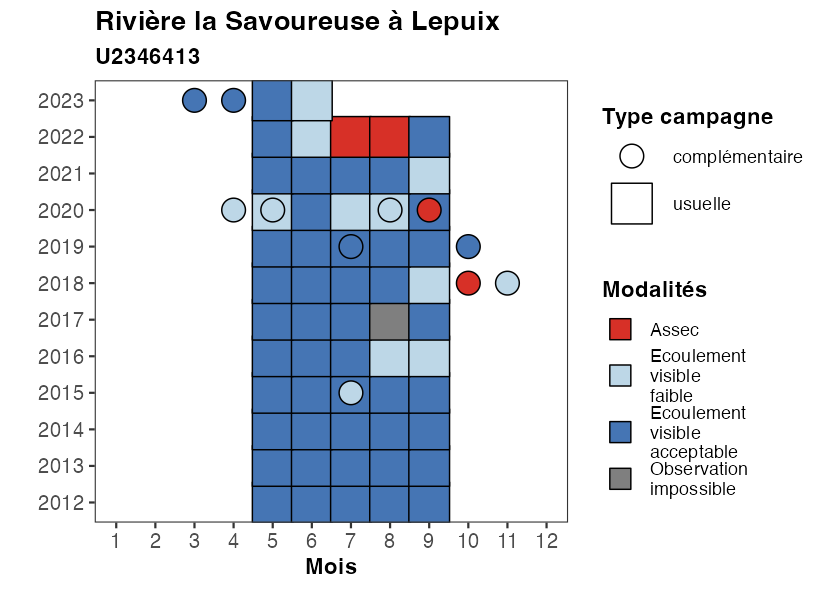 Rivière la Savoureuse à Lepuix
U2346413
2023
2022
2021
2020
2019
2018
2017
2016
2015
2014
2013
2012
1 2 3 4 5 6 7 8 9 10 11 12
Mois
Type campagne
complémentaire
usuelle
Modalités
Assec
Ecoulement
visible
faible
Ecoulement
visible
acceptable
Observation
impossible